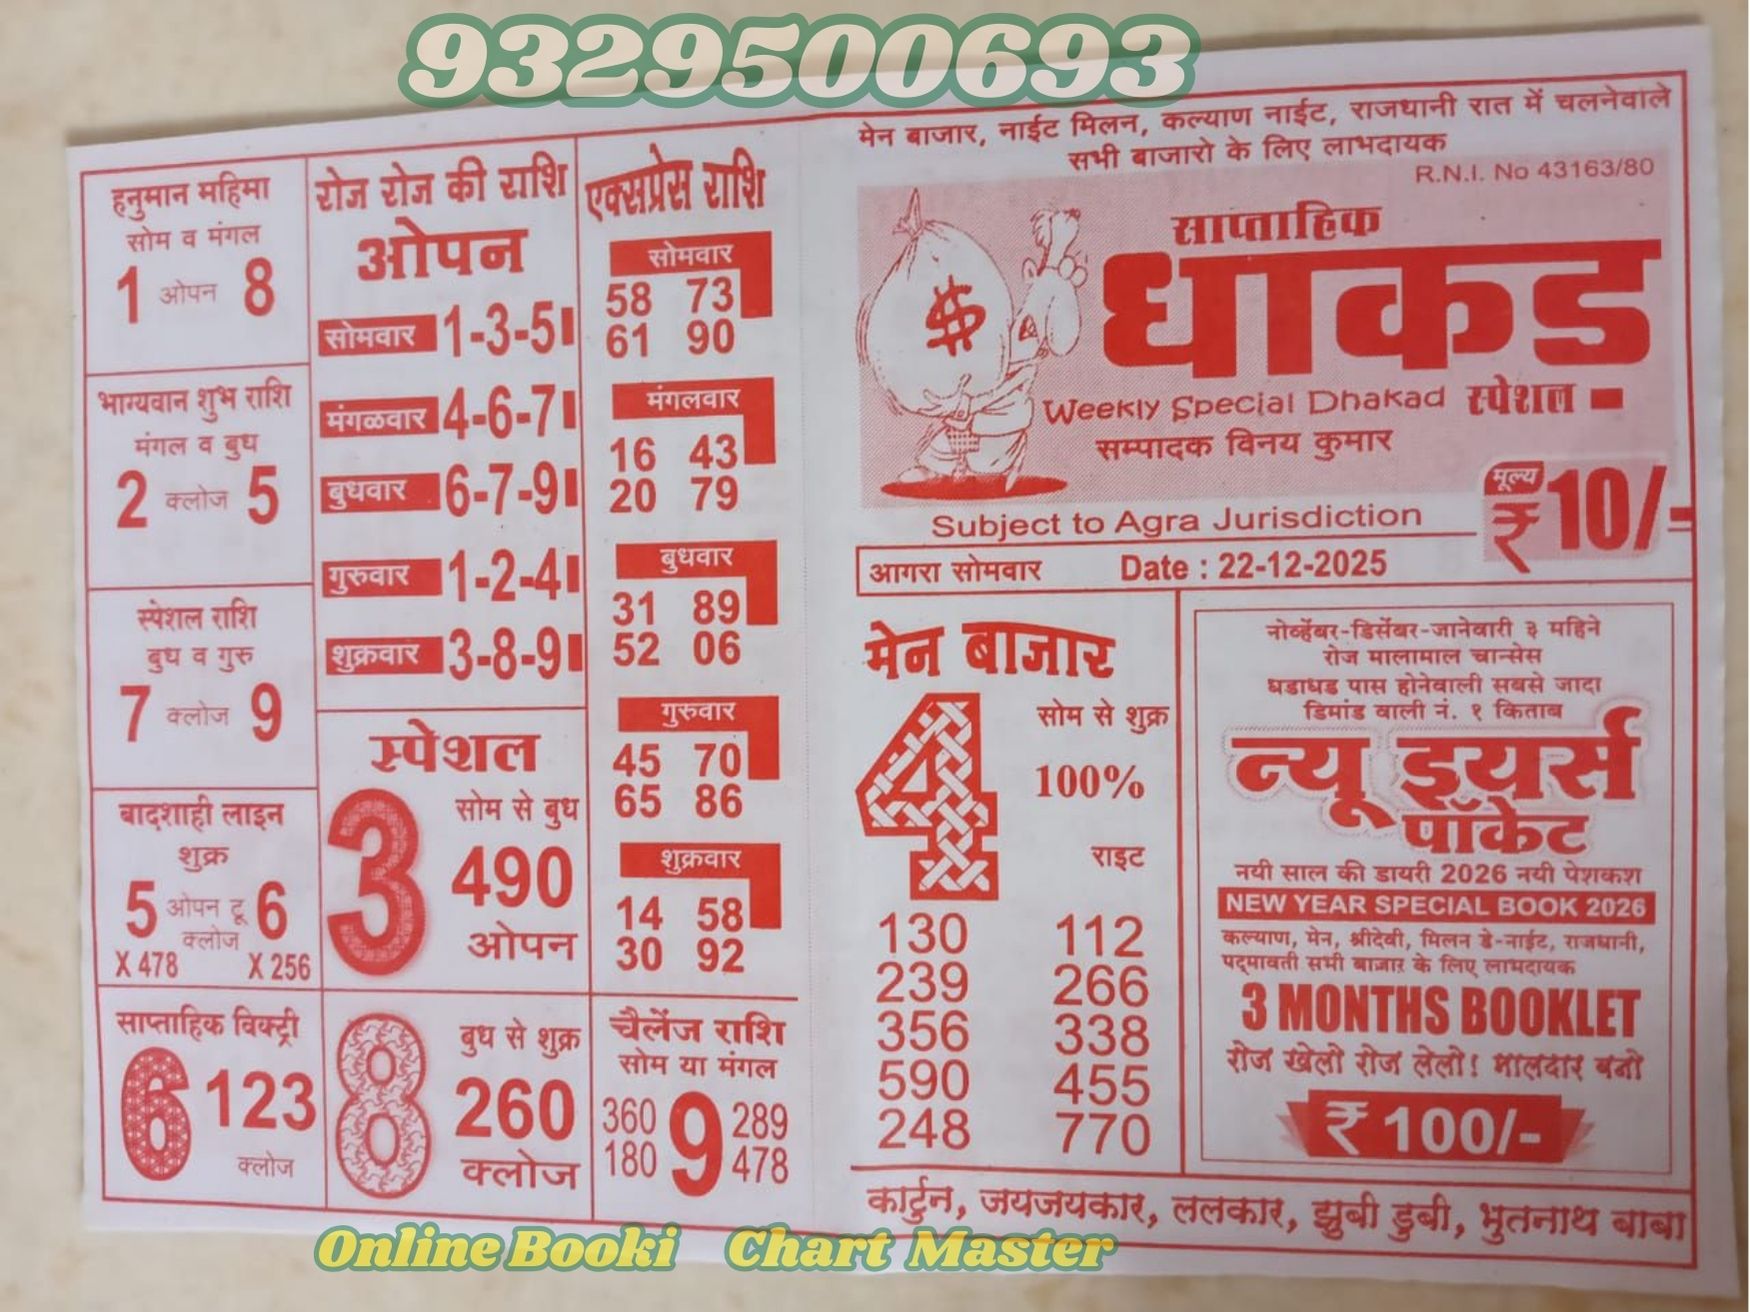 9329500693
मेन बाजार, नाईट मिलन, कल्याण नाईट, राजधानी रात में चलनेवाले
सभी बाजारो के लिए लाभदायक
R.N.I. No 43163/80
साप्ताहिक
धाकड
Weekly Special Dhakad स्पेशल
सम्पादक विनय कुमार
मूल्य
₹10/-
Subject to Agra Jurisdiction
आगरा सोमवार Date : 22-12-2025
हनुमान महिमा
सोम व मंगल
1 ओपन 8
भाग्यवान शुभ राशि
मंगल व बुध
2 क्लोज 5
स्पेशल राशि
बुध व गुरु
7 क्लोज 9
बादशाही लाइन
शुक्र
5 ओपन टू 6
क्लोज
X 478 X 256
साप्ताहिक विक्ट्री
6 123
क्लोज
रोज रोज की राशि
ओपन
सोमवार 1-3-5
मंगळवार 4-6-7
बुधवार 6-7-9
गुरुवार 1-2-4
शुक्रवार 3-8-9
स्पेशल
सोम से बुध
3 490
ओपन
बुध से शुक्र
8 260
क्लोज
एक्सप्रेस राशि
सोमवार
58 73
61 90
मंगलवार
16 43
20 79
बुधवार
31 89
52 06
गुरुवार
45 70
65 86
शुक्रवार
14 58
30 92
चैलेंज राशि
सोम या मंगल
360 9 289
180 478
मेन बाजार
सोम से शुक्र
4 100%
राइट
130 112
239 266
356 338
590 455
248 770
नोव्हेंबर-डिसेंबर-जानेवारी ३ महिने
रोज मालामाल चान्सेस
धडाधड पास होनेवाली सबसे जादा
डिमांड वाली नं. १ किताब
न्यू इयर्स
पॉकेट
नयी साल की डायरी 2026 नयी पेशकश
NEW YEAR SPECIAL BOOK 2026
कल्याण, मेन, श्रीदेवी, मिलन डे-नाईट, राजधानी,
पद्मावती सभी बाजार के लिए लाभदायक
3 MONTHS BOOKLET
रोज खेलो रोज लेलो! मालदार बनो
₹ 100/-
कार्टुन, जयजयकार, ललकार, झुबी डुबी, भुतनाथ बाबा
Online Booki Chart Master